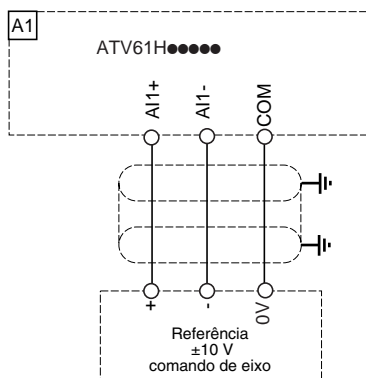 A1
ATV61H●●●●●
AI1+
AI1-
COM
+
-
0V
Referência
±10 V
comando de eixo